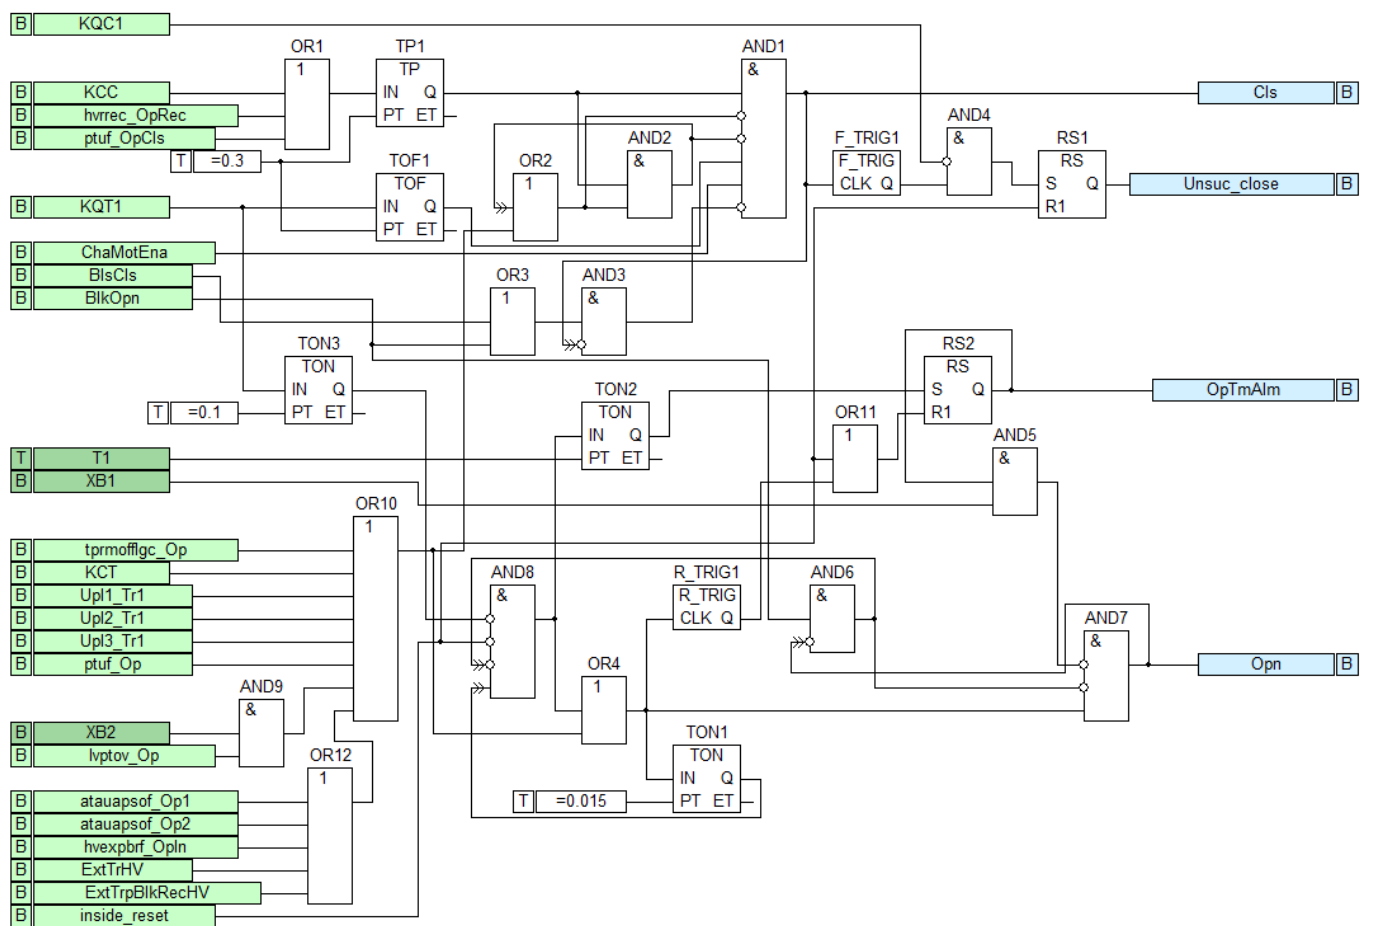 B KQC1
OR1 TP1 AND1
1 TP &
B KCC IN Q Cls B
B hvrrec_OpRec PT ET AND4
B ptuf_OpCls AND2 F_TRIG1 & RS1
T =0.3 TOF1 OR2 & F_TRIG RS
TOF 1 CLK Q S Q Unsuc_close B
B KQT1 IN Q R1
PT ET
B ChaMotEna
B BlsCls OR3 AND3
B BlkOpn 1 &
TON3 RS2
TON RS
IN Q TON2 S Q OpTmAlm B
T =0.1 PT ET TON OR11 R1
IN Q 1 AND5
T T1 PT ET &
B XB1
OR10
1
B tprmofflgc_Op
B KCT AND8 R_TRIG1 AND6
B Upl1_Tr1 & R_TRIG &
B Upl2_Tr1 CLK Q AND7
B Upl3_Tr1 &
B ptuf_Op OR4 Opn B
AND9 1
&
B XB2 TON1
B lvptov_Op OR12 TON
1 IN Q
B atauapsof_Op1 T =0.015 PT ET
B atauapsof_Op2
B hvexpbrf_OpIn
B ExtTrHV
B ExtTrpBlkRecHV
B inside_reset